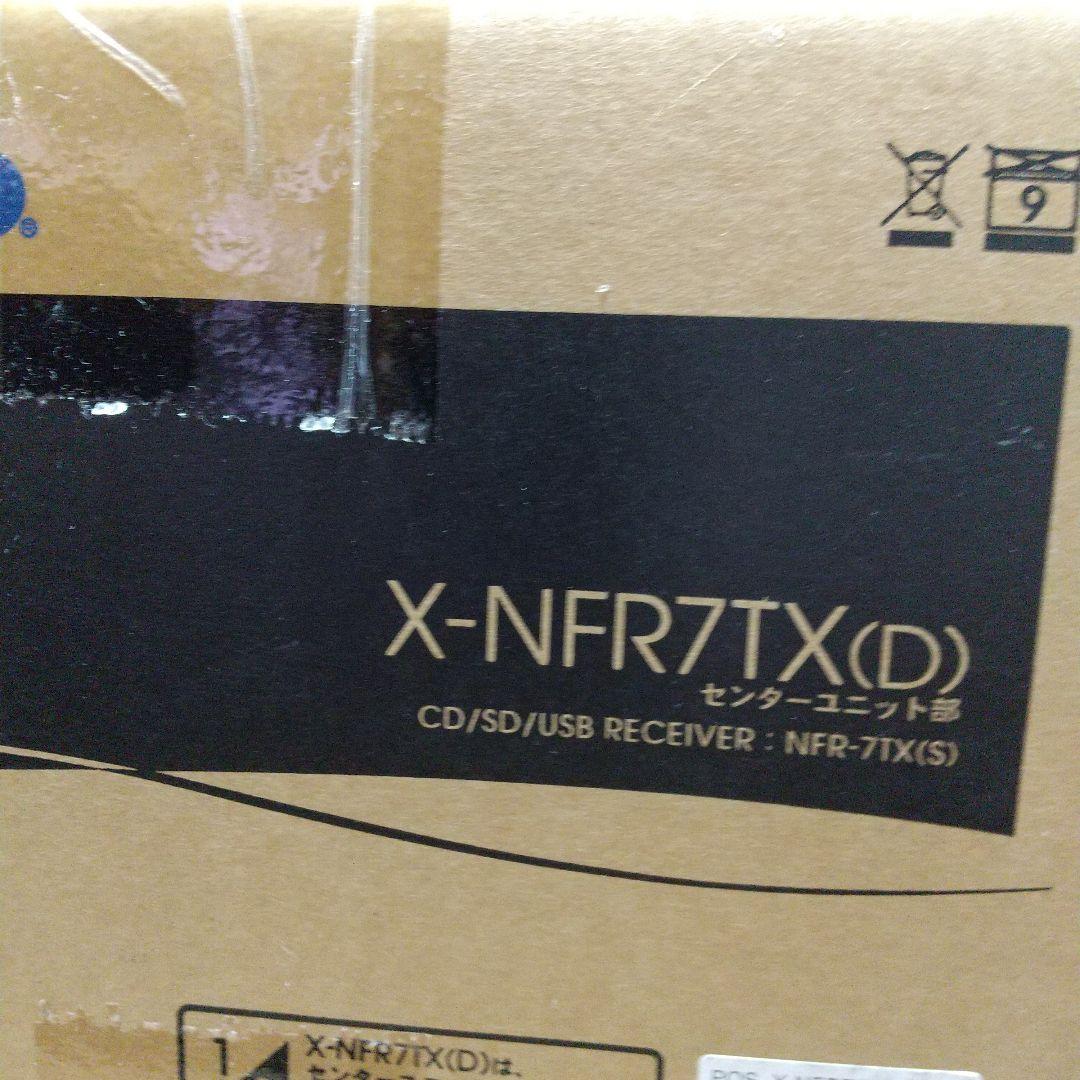 ®
9
X-NFR7TX(D)
センターユニット部
CD/SD/USB RECEIVER : NFR-7TX(S)
1
X-NFR7TX(D)は、